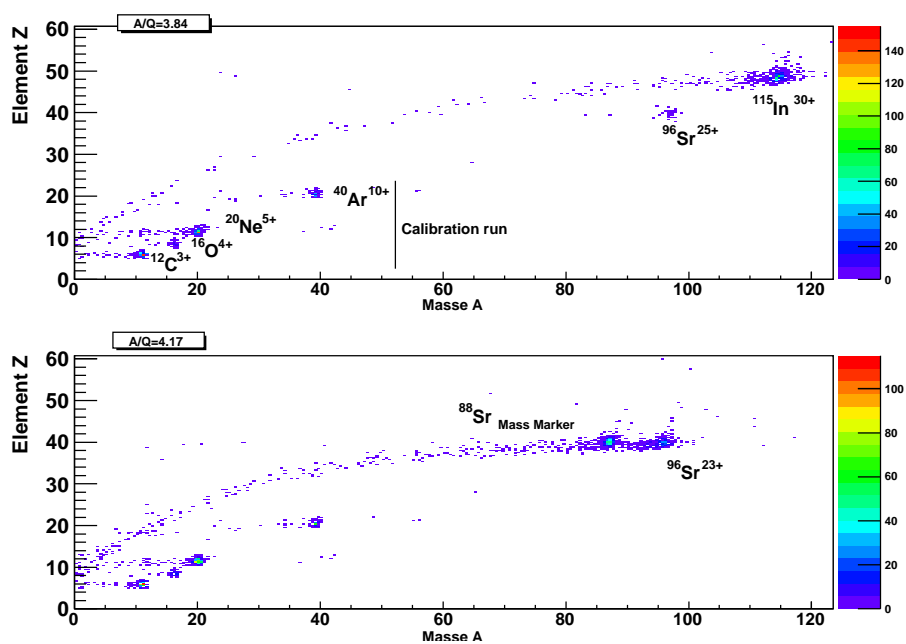 A/Q=3.84
Element Z
60
50
40
30
20
10
0
¹¹⁵In ³⁰⁺
⁹⁶Sr²⁵⁺
⁴⁰Ar¹⁰⁺
²⁰Ne⁵⁺
¹⁶O⁴⁺
¹²C³⁺
Calibration run
0 20 40 60 80 100 120
Masse A
140
120
100
80
60
40
20
0
A/Q=4.17
Element Z
60
50
40
30
20
10
0
⁸⁸Sr Mass Marker
⁹⁶Sr²³⁺
0 20 40 60 80 100 120
Masse A
100
80
60
40
20
0